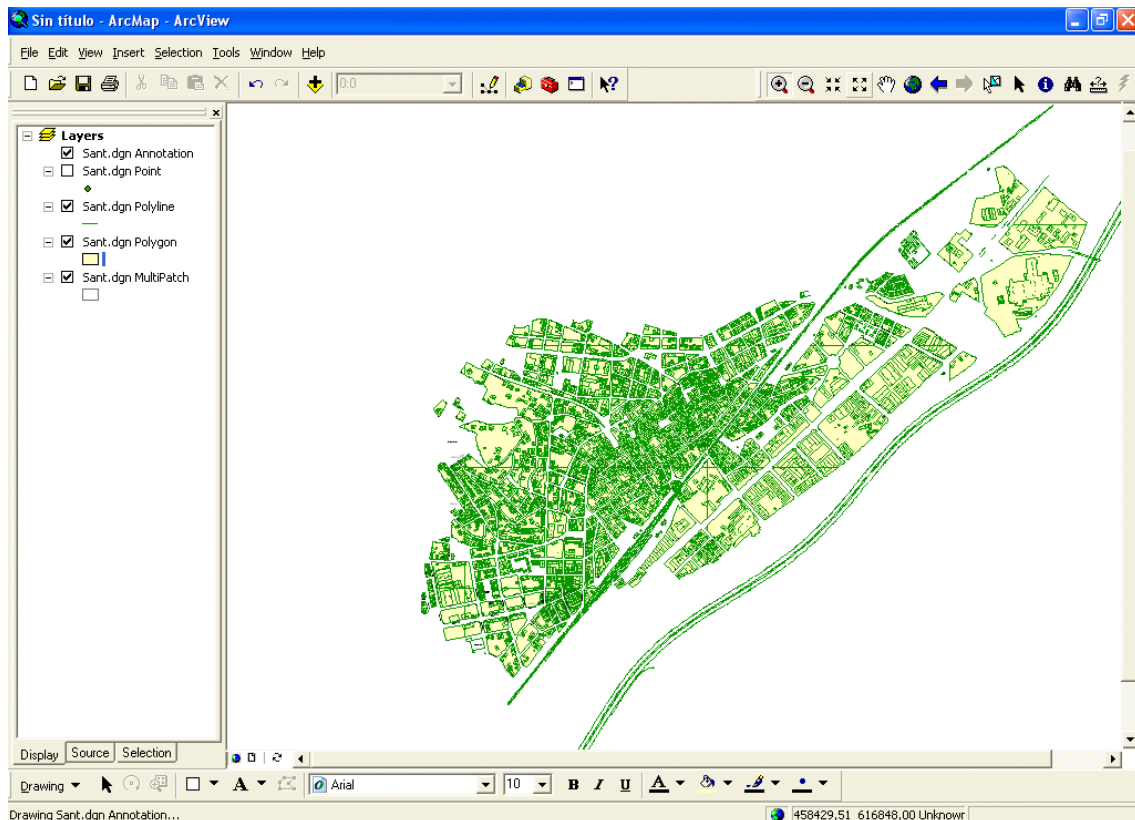 Sin título - ArcMap - ArcView
File Edit View Insert Selection Tools Window Help
0:0
Layers
Sant.dgn Annotation
Sant.dgn Point
Sant.dgn Polyline
Sant.dgn Polygon
Sant.dgn MultiPatch
Display Source Selection
Drawing A Arial 10 B I U A
Drawing Sant.dgn Annotation... 458429,51 616848,00 Unknowr